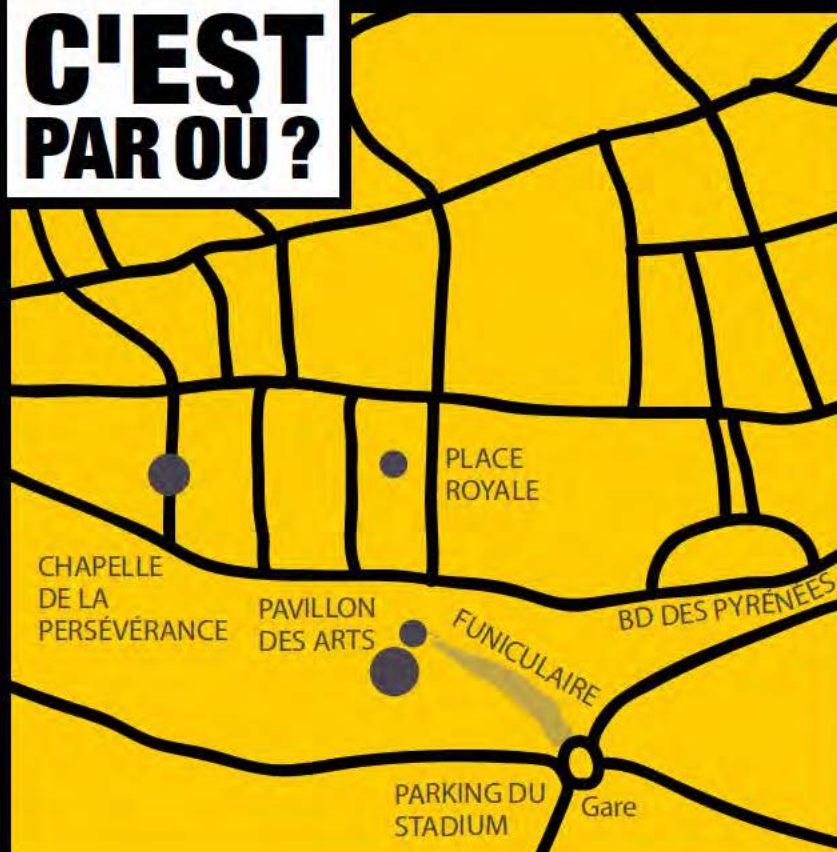 C'EST
PAR OÙ ?
PLACE
ROYALE
CHAPELLE
DE LA
PERSÉVÉRANCE
PAVILLON
DES ARTS
FUNICULAIRE
BD DES PYRÉNÉES
PARKING DU
STADIUM
Gare